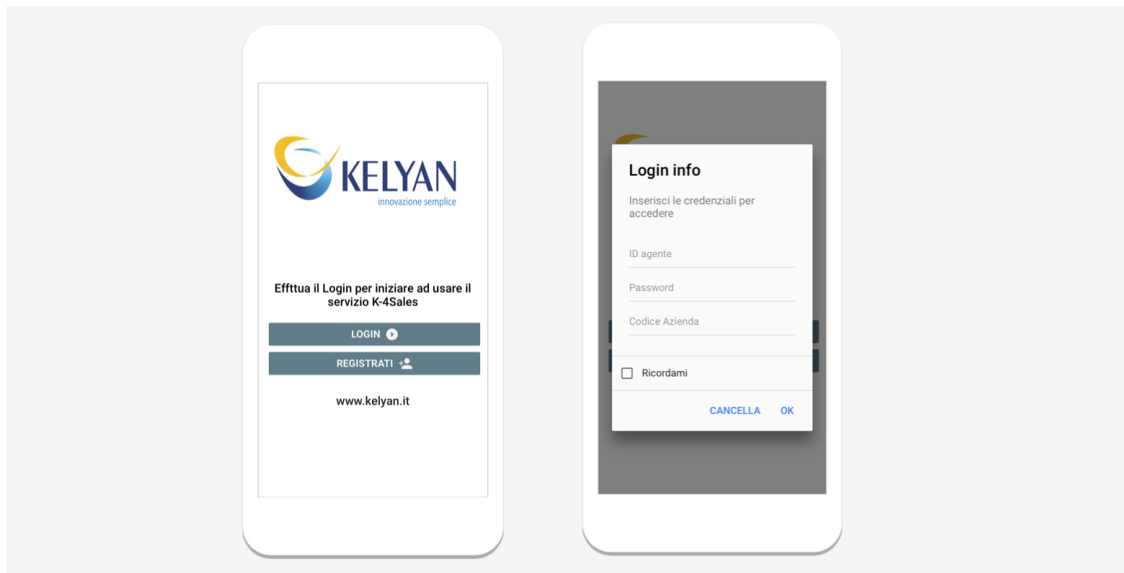 KELYAN
innovazione semplice
Effttua il Login per iniziare ad usare il
servizio K-4Sales
LOGIN
REGISTRATI
www.kelyan.it
Login info
Inserisci le credenziali per
accedere
ID agente
Password
Codice Azienda
Ricordami
CANCELLA OK